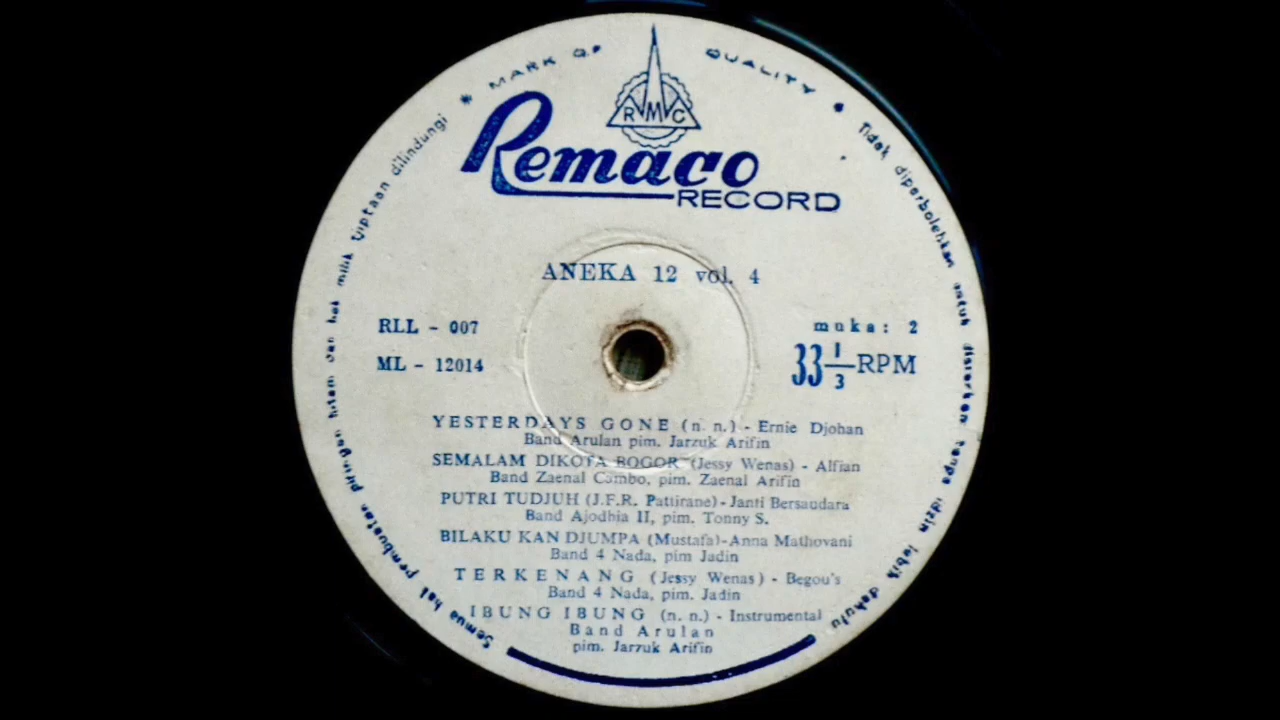 * MARK OF QUALITY *
RMC
Remaco
RECORD
ANEKA 12 vol. 4
RLL - 007
muka: 2
ML - 12014
33 1/3 RPM
YESTERDAYS GONE (n. n.) - Ernie Djohan
Band Arulan pim. Jarzuk Arifin
SEMALAM DIKOTA BOGOR (Jessy Wenas) - Alfian
Band Zaenal Combo, pim. Zaenal Arifin
PUTRI TUDJUH (J.F.R. Pattirane) - Janti Bersaudara
Band Ajodhia II, pim. Tonny S.
BILAKU KAN DJUMPA (Mustafa)-Anna Mathovani
Band 4 Nada, pim Jadin
TERKENANG (Jessy Wenas) - Begou's
Band 4 Nada, pim. Jadin
IBUNG IBUNG (n. n.) - Instrumental
Band Arulan
pim. Jarzuk Arifin
Semua hak pembuatan piringan hitam dan hak milik tjiptaan dilindungi
Tidak diperbolehkan untuk disiarkan tanpa idzin lebih dahulu